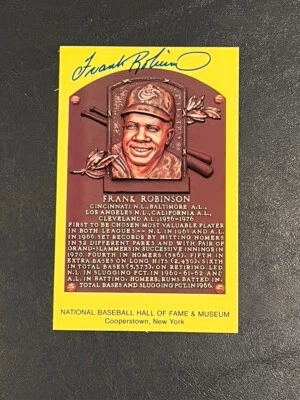 Frank Robinson
FRANK ROBINSON
CINCINNATI N.L., BALTIMORE A.L.,
LOS ANGELES N.L., CALIFORNIA A.L.,
CLEVELAND A.L., 1956-1976
FIRST TO BE CHOSEN MOST VALUABLE PLAYER
IN BOTH LEAGUES - N.L. IN 1961 AND A.L.
IN 1966. SET RECORDS BY HITTING HOMERS
IN 32 DIFFERENT PARKS AND WITH PAIR OF
GRAND-SLAMMERS IN SUCCESSIVE INNINGS IN
1970. FOURTH IN HOMERS (586), FIFTH IN
EXTRA BASES ON LONG HITS (2,430), SIXTH
IN TOTAL BASES (5,373) ON RETIRING. LED
N.L. IN SLUGGING PCT. IN 1960-61-62 AND
A.L. IN BATTING, HOMERS, RUNS BATTED IN,
TOTAL BASES AND SLUGGING PCT. IN 1966.
NATIONAL BASEBALL HALL OF FAME & MUSEUM
Cooperstown, New York